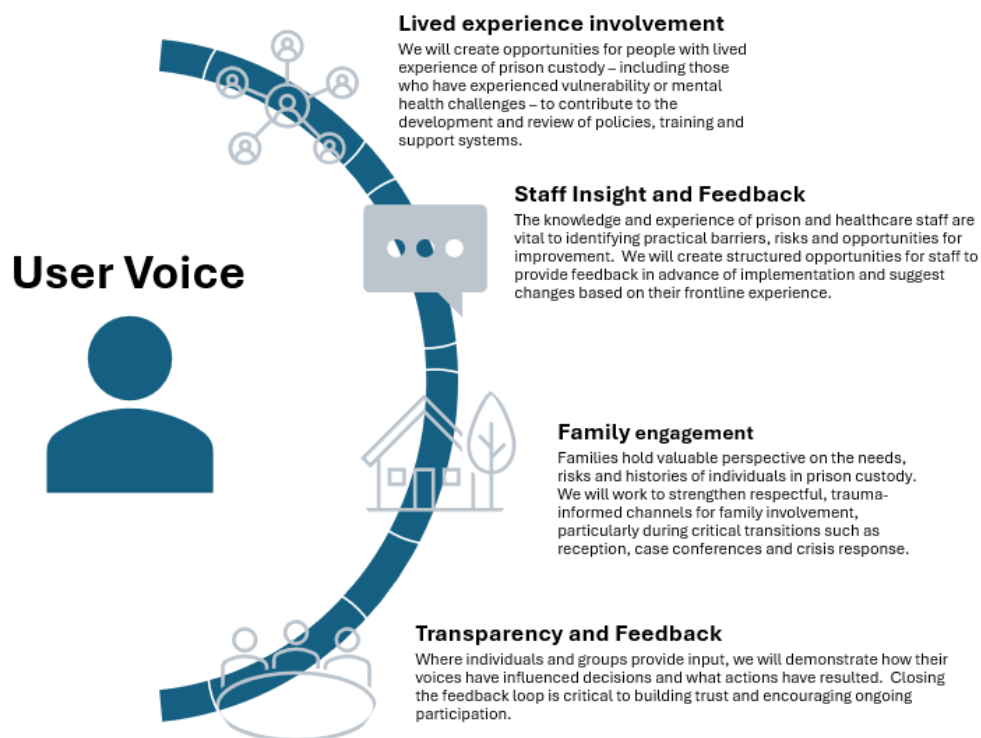 Lived experience involvement
We will create opportunities for people with lived
experience of prison custody – including those
who have experienced vulnerability or mental
health challenges – to contribute to the
development and review of policies, training and
support systems.
Staff Insight and Feedback
The knowledge and experience of prison and healthcare staff are
vital to identifying practical barriers, risks and opportunities for
improvement.  We will create structured opportunities for staff to
provide feedback in advance of implementation and suggest
changes based on their frontline experience.
User Voice
Family engagement
Families hold valuable perspective on the needs,
risks and histories of individuals in prison custody.
We will work to strengthen respectful, trauma-
informed channels for family involvement,
particularly during critical transitions such as
reception, case conferences and crisis response.
Transparency and Feedback
Where individuals and groups provide input, we will demonstrate how their
voices have influenced decisions and what actions have resulted.  Closing
the feedback loop is critical to building trust and encouraging ongoing
participation.